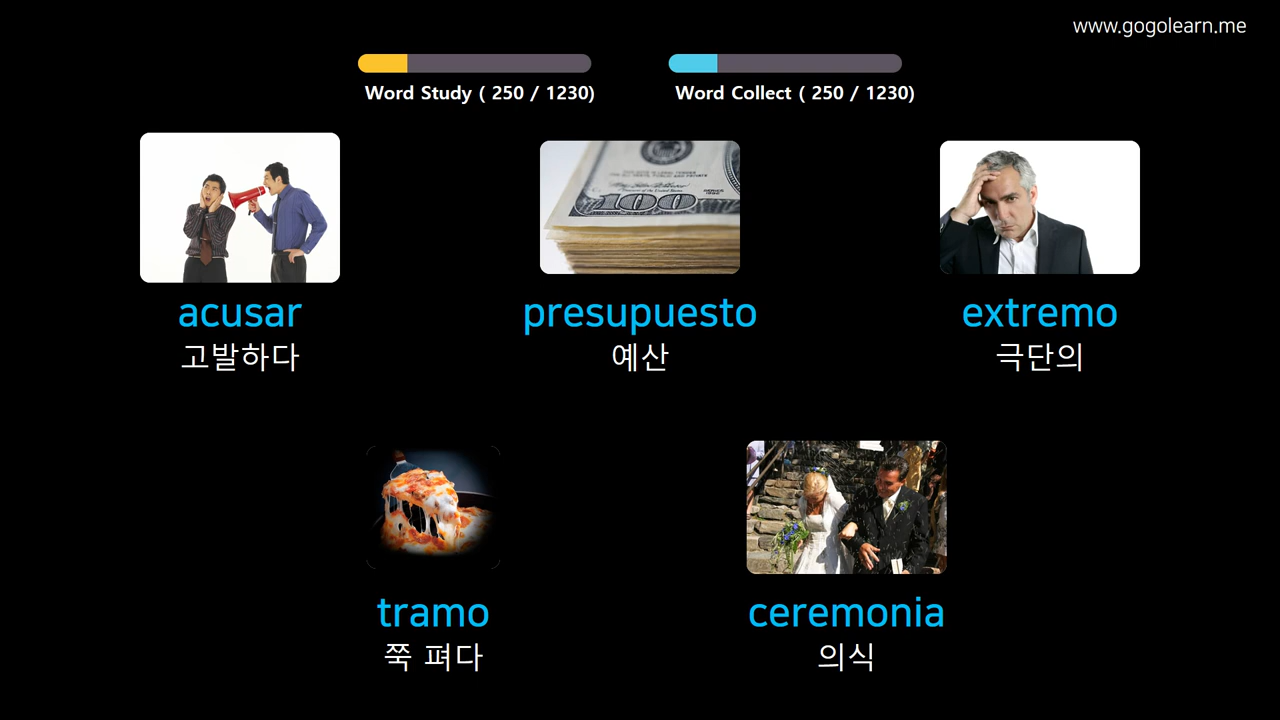 www.gogolearn.me
Word Study ( 250 / 1230)
Word Collect ( 250 / 1230)
acusar
고발하다
100
presupuesto
예산
extremo
극단의
tramo
쭉 펴다
ceremonia
의식